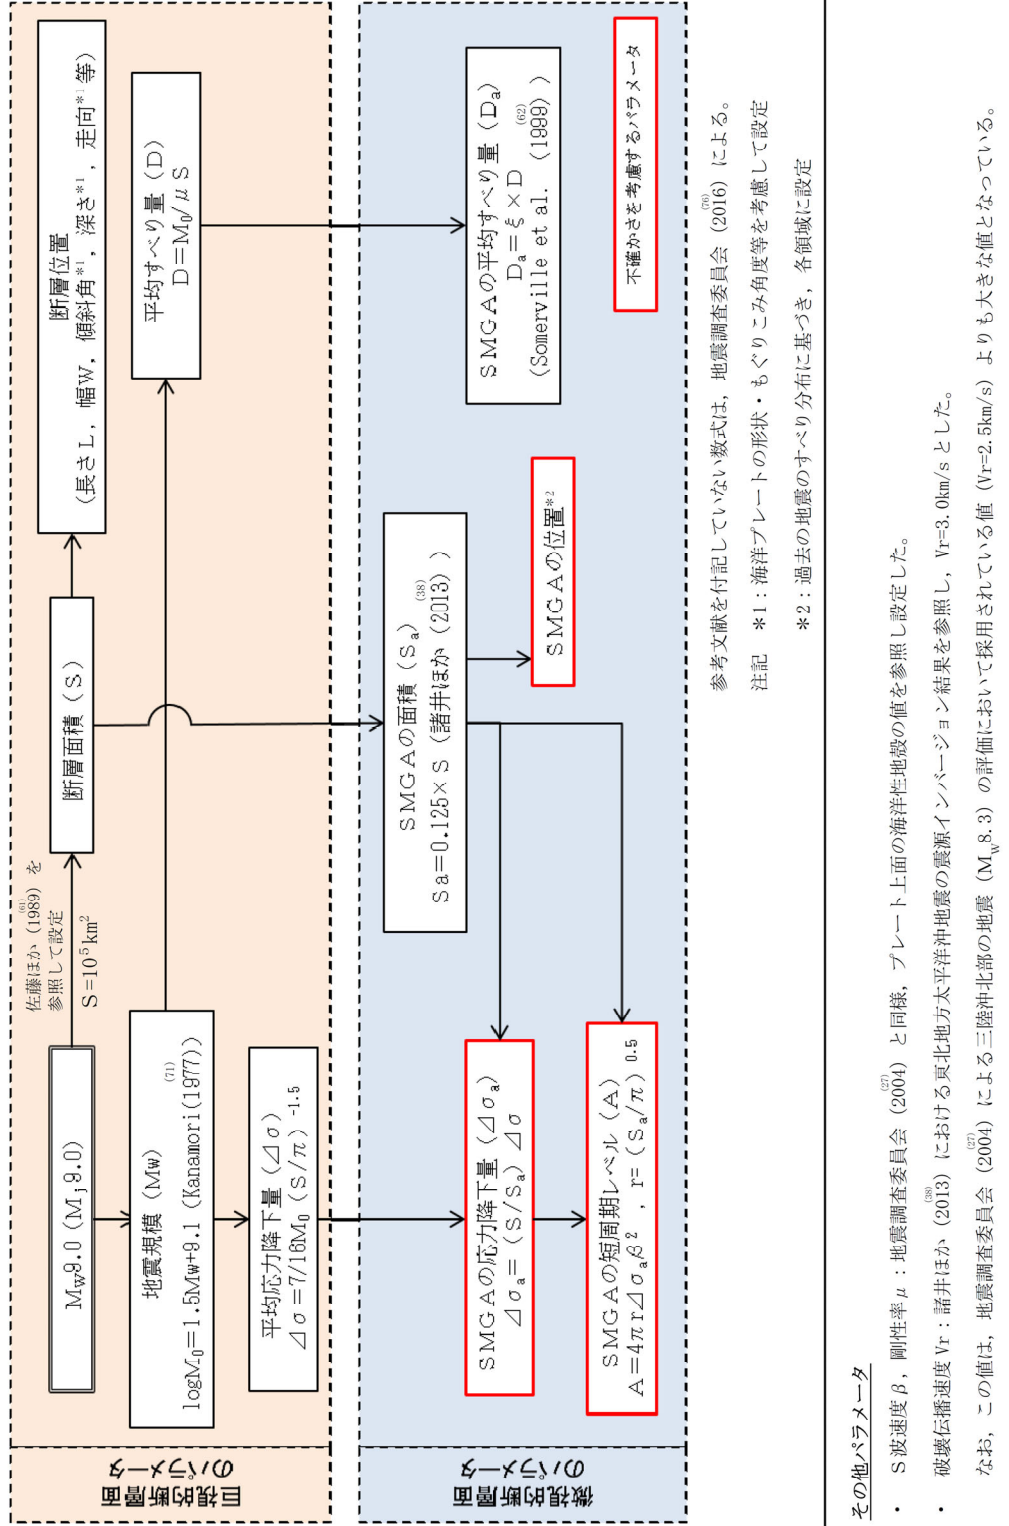 巨視的断層面
のパラメータ
Mw9.0（Mj9.0）
佐藤ほか（1989）(61)を
参照して設定
S＝10⁵km²
断層面積（S）
断層位置
（長さL，幅W，傾斜角*¹，深さ*¹，走向*¹等）
地震規模（Mw）
logM₀＝1.5Mw+9.1（Kanamori(1977)）(71)
平均すべり量（D）
D＝M₀/μS
平均応力降下量（⊿σ）
⊿σ＝7/16M₀（S/π）⁻¹·⁵
微視的断層面
のパラメータ
SMGAの面積（Sₐ）
Sa＝0.125×S（諸井ほか(38)（2013））
SMGAの平均すべり量（Dₐ）
Dₐ＝ξ×D
（Somerville et al.（1999）(62)）
SMGAの応力降下量（⊿σₐ）
⊿σₐ＝（S/Sₐ）⊿σ
SMGAの位置*²
SMGAの短周期レベル（A）
A＝4πr⊿σₐβ²，r＝（Sₐ/π）⁰·⁵
不確かさを考慮するパラメータ
参考文献を付記していない数式は，地震調査委員会（2016）(76)による。
注記　＊1：海洋プレートの形状・もぐりこみ角度等を考慮して設定
＊2：過去の地震のすべり分布に基づき，各領域に設定
その他パラメータ
・　S波速度β，剛性率μ：地震調査委員会（2004）(27)と同様，プレート上面の海洋性地殻の値を参照し設定した。
・　破壊伝播速度Vr：諸井ほか（2013）(38)における東北地方太平洋沖地震の震源インバージョン結果を参照し，Vr=3.0km/sとした。
なお，この値は，地震調査委員会（2004）(27)による三陸沖北部の地震（Mw8.3）の評価において採用されている値（Vr=2.5km/s）よりも大きな値となっている。